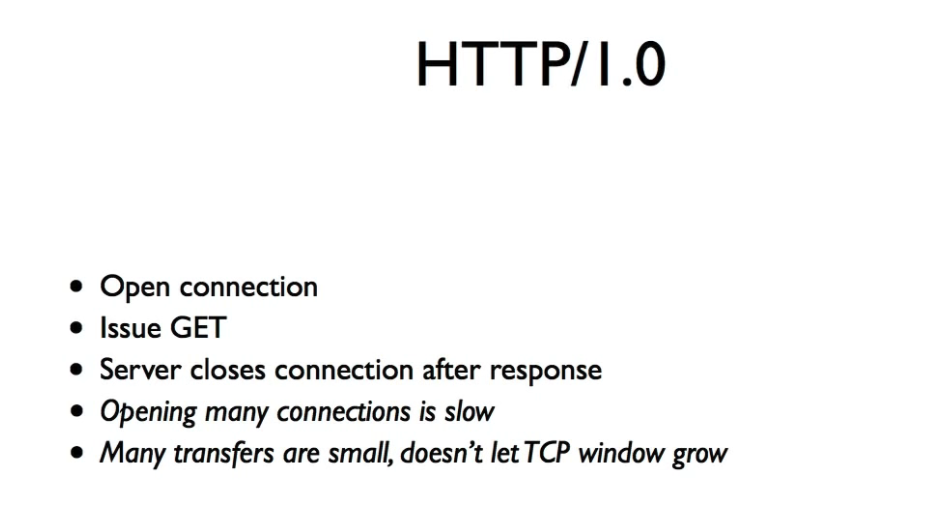 HTTP/1.0
• Open connection
• Issue GET
• Server closes connection after response
• Opening many connections is slow
• Many transfers are small, doesn't let TCP window grow